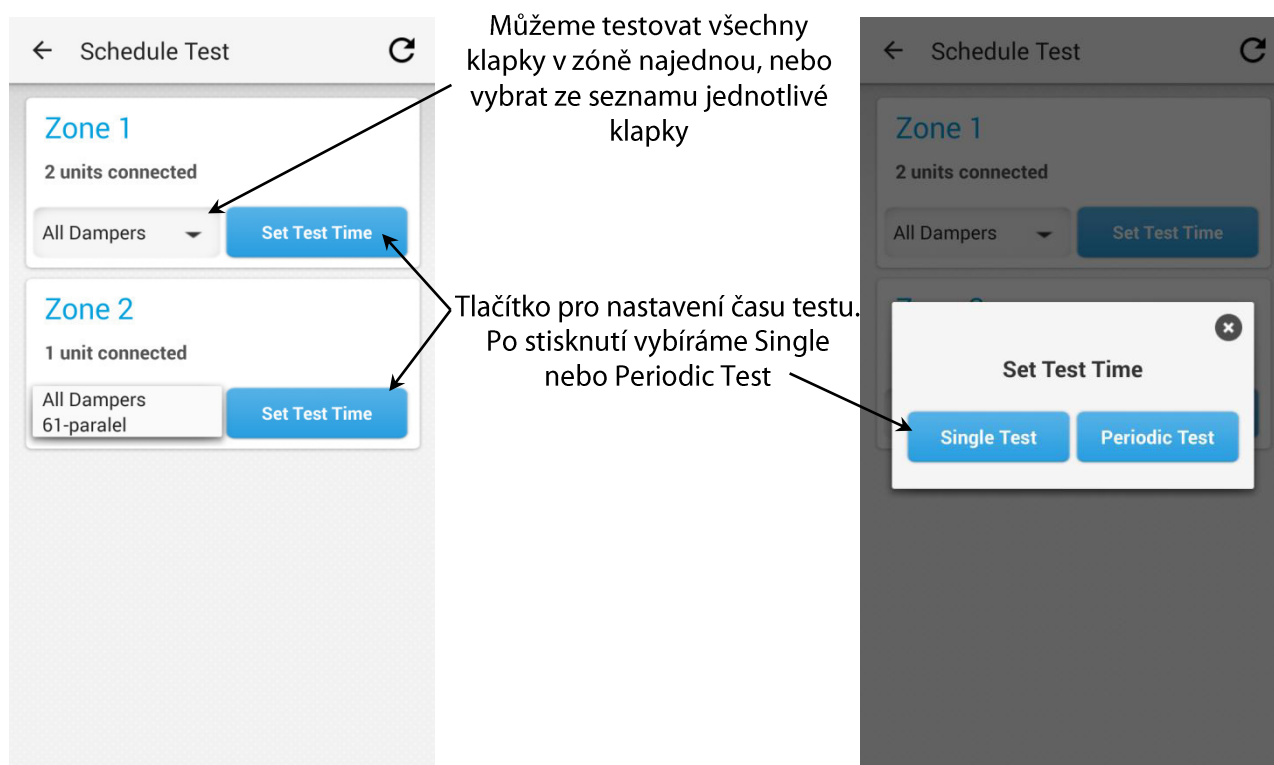 Schedule Test
Zone 1
2 units connected
All Dampers
Set Test Time
Zone 2
1 unit connected
All Dampers
61-paralel
Set Test Time
Můžeme testovat všechny
klapky v zóně najednou, nebo
vybrat ze seznamu jednotlivé
klapky
Tlačítko pro nastavení času testu.
Po stisknutí vybíráme Single
nebo Periodic Test
Schedule Test
Zone 1
2 units connected
All Dampers
Set Test Time
Set Test Time
Single Test
Periodic Test